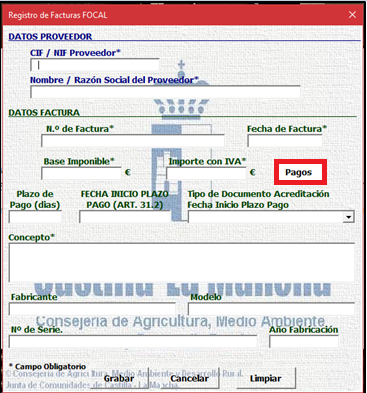 Registro de Facturas FOCAL
DATOS PROVEEDOR
CIF / NIF Proveedor*
Nombre / Razón Social del Proveedor*
DATOS FACTURA
N.º de Factura* Fecha de Factura*
Base Imponible* € Importe con IVA* € Pagos
Plazo de Pago (dias)
FECHA INICIO PLAZO PAGO (ART. 31.2)
Tipo de Documento Acreditación Fecha Inicio Plazo Pago
Concepto*
Castilla-La Mancha
Fabricante Modelo
Consejería de Agricultura, Medio Ambiente
Nº de Serie. Año Fabricación
* Campo Obligatorio
© Consejería de Agricultura, Medio Ambiente y Desarrollo Rural.
Junta de Comunidades de Castilla - La Mancha.
Grabar Cancelar Limpiar